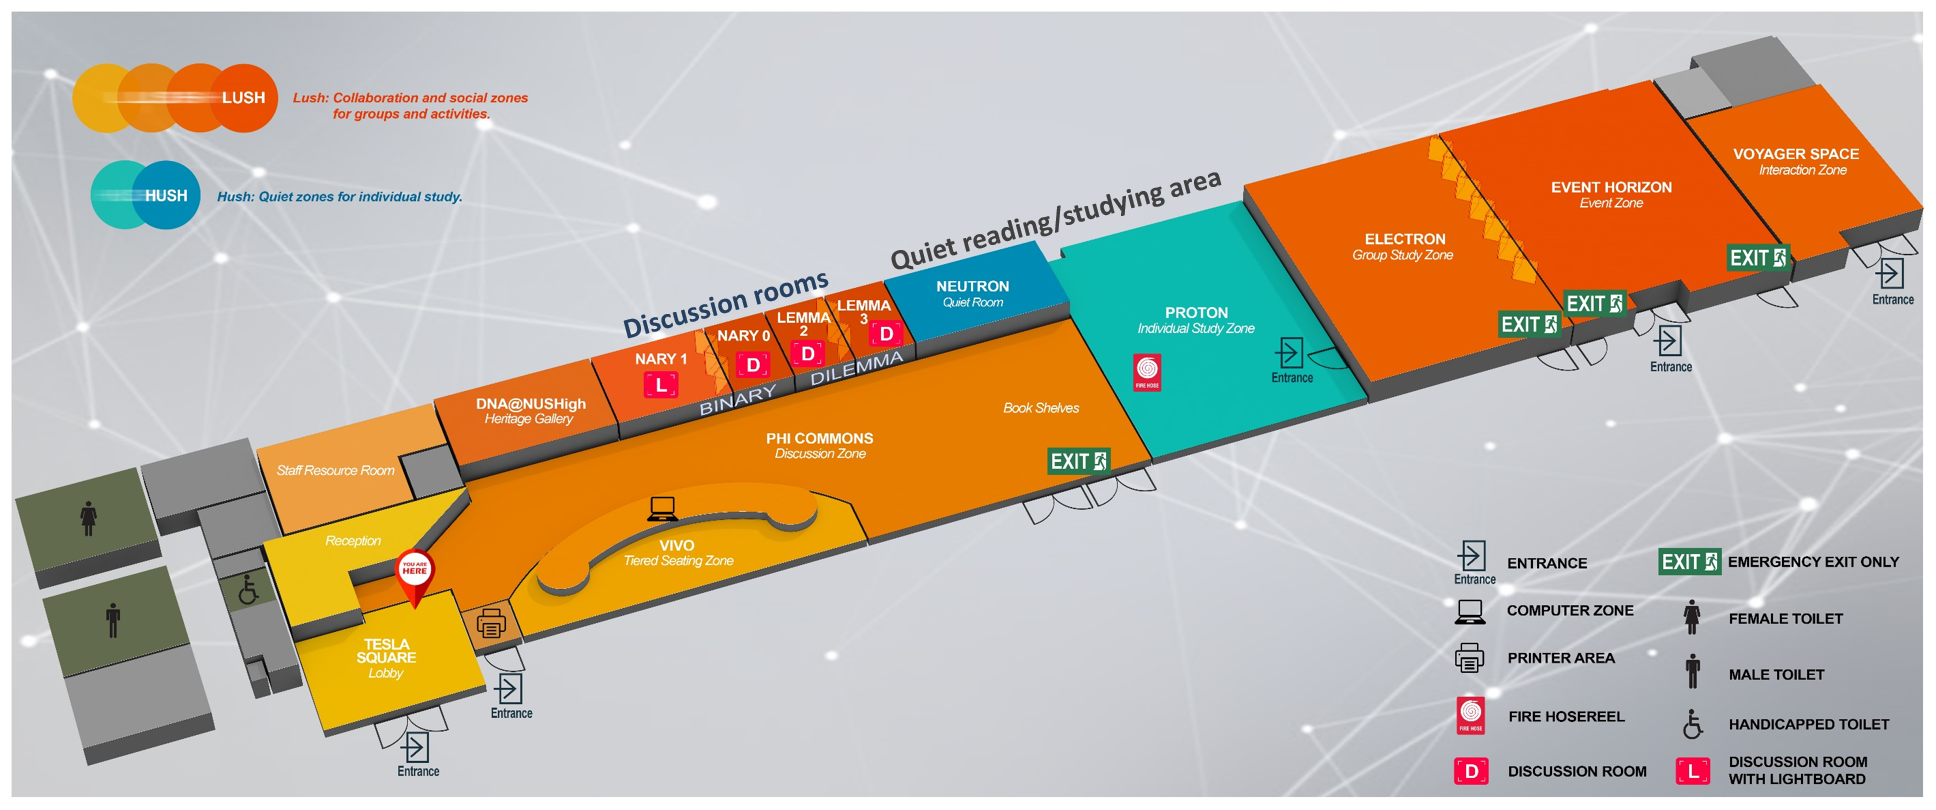 LUSH
Lush: Collaboration and social zones
for groups and activities.
HUSH
Hush: Quiet zones for individual study.
Discussion rooms
Quiet reading/studying area
VOYAGER SPACE
Interaction Zone
EVENT HORIZON
Event Zone
ELECTRON
Group Study Zone
EXIT
EXIT
EXIT
Entrance
Entrance
NEUTRON
Quiet Room
PROTON
Individual Study Zone
FIRE HOSE
Entrance
LEMMA
3
D
LEMMA
2
D
NARY 0
D
NARY 1
L
BINARY
DILEMMA
DNA@NUSHigh
Heritage Gallery
Book Shelves
PHI COMMONS
Discussion Zone
EXIT
Staff Resource Room
Reception
YOU ARE
HERE
VIVO
Tiered Seating Zone
TESLA
SQUARE
Lobby
Entrance
Entrance
Entrance
ENTRANCE
COMPUTER ZONE
PRINTER AREA
FIRE HOSE
FIRE HOSEREEL
D
DISCUSSION ROOM
EXIT
EMERGENCY EXIT ONLY
FEMALE TOILET
MALE TOILET
HANDICAPPED TOILET
L
DISCUSSION ROOM
WITH LIGHTBOARD